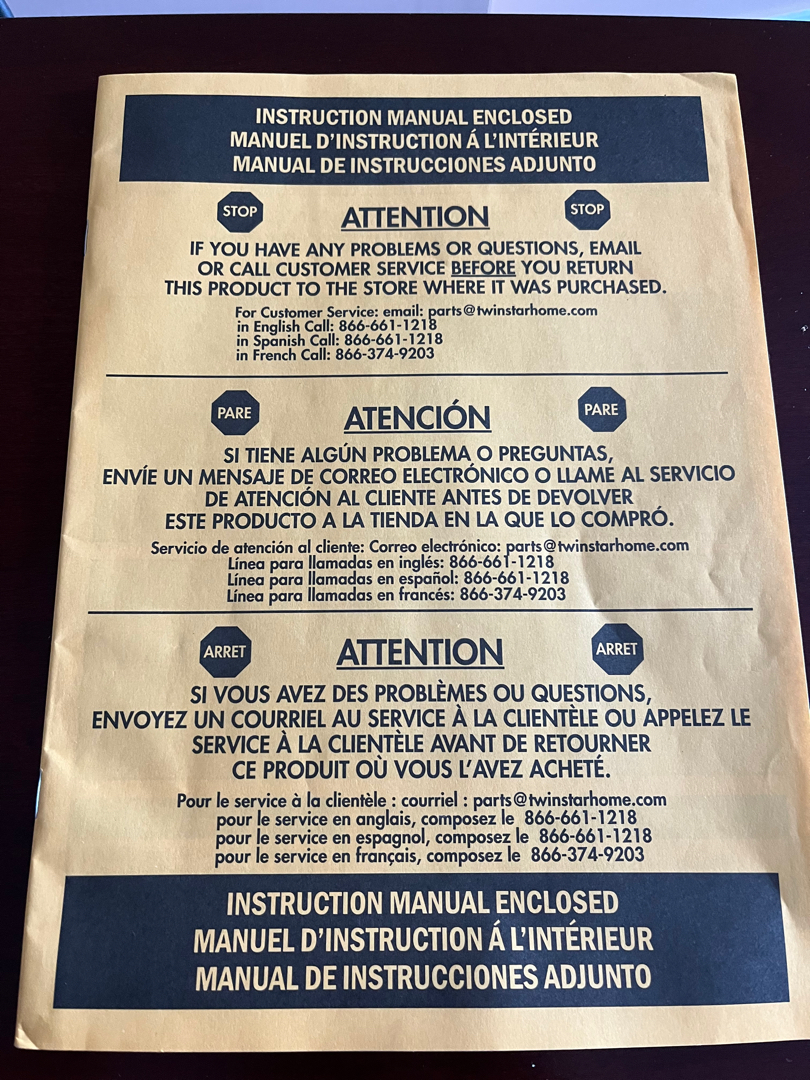 INSTRUCTION MANUAL ENCLOSED
MANUEL D'INSTRUCTION Á L'INTÉRIEUR
MANUAL DE INSTRUCCIONES ADJUNTO
STOP ATTENTION STOP
IF YOU HAVE ANY PROBLEMS OR QUESTIONS, EMAIL
OR CALL CUSTOMER SERVICE BEFORE YOU RETURN
THIS PRODUCT TO THE STORE WHERE IT WAS PURCHASED.
For Customer Service: email: parts@twinstarhome.com
in English Call: 866-661-1218
in Spanish Call: 866-661-1218
in French Call: 866-374-9203
PARE ATENCIÓN PARE
SI TIENE ALGÚN PROBLEMA O PREGUNTAS,
ENVÍE UN MENSAJE DE CORREO ELECTRÓNICO O LLAME AL SERVICIO
DE ATENCIÓN AL CLIENTE ANTES DE DEVOLVER
ESTE PRODUCTO A LA TIENDA EN LA QUE LO COMPRÓ.
Servicio de atención al cliente: Correo electrónico: parts@twinstarhome.com
Línea para llamadas en inglés: 866-661-1218
Línea para llamadas en español: 866-661-1218
Línea para llamadas en francés: 866-374-9203
ARRET ATTENTION ARRET
SI VOUS AVEZ DES PROBLÈMES OU QUESTIONS,
ENVOYEZ UN COURRIEL AU SERVICE À LA CLIENTÈLE OU APPELEZ LE
SERVICE À LA CLIENTÈLE AVANT DE RETOURNER
CE PRODUIT OÙ VOUS L'AVEZ ACHETÉ.
Pour le service à la clientèle : courriel : parts@twinstarhome.com
pour le service en anglais, composez le 866-661-1218
pour le service en espagnol, composez le 866-661-1218
pour le service en français, composez le 866-374-9203
INSTRUCTION MANUAL ENCLOSED
MANUEL D'INSTRUCTION Á L'INTÉRIEUR
MANUAL DE INSTRUCCIONES ADJUNTO